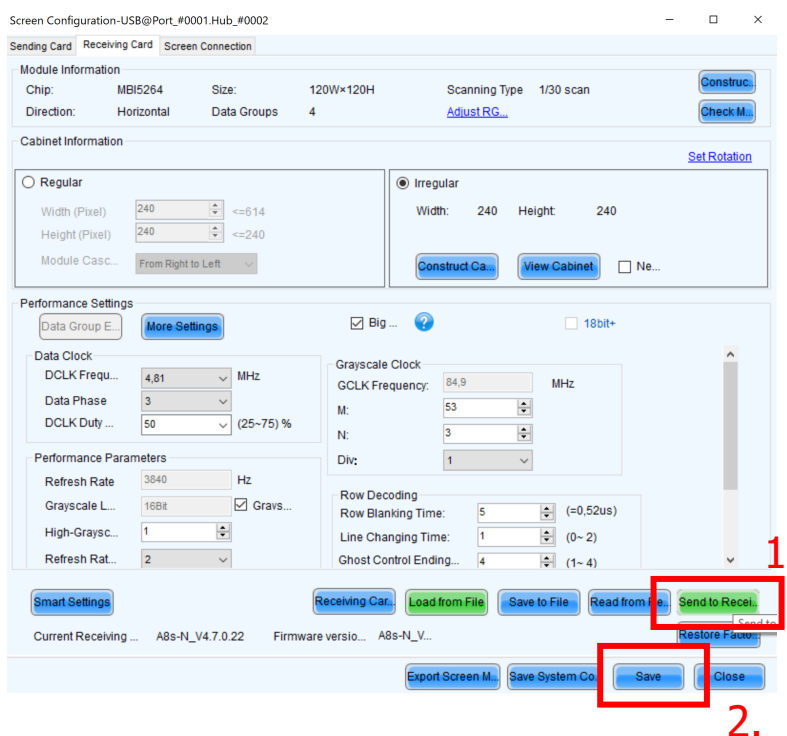 Screen Configuration-USB@Port_#0001.Hub_#0002
Sending Card Receiving Card Screen Connection
Module Information
Chip: MBI5264 Size: 120W×120H Scanning Type 1/30 scan Construc..
Direction: Horizontal Data Groups 4 Adjust RG... Check M...
Cabinet Information
Set Rotation
Regular Irregular
Width (Pixel) 240 <=614 Width: 240 Height: 240
Height (Pixel) 240 <=240
Module Casc... From Right to Left Construct Ca... View Cabinet Ne...
Performance Settings
Data Group E... More Settings Big ... ? 18bit+
Data Clock Grayscale Clock
DCLK Frequ... 4,81 MHz GCLK Frequency: 84,9 MHz
Data Phase 3 M: 53
DCLK Duty ... 50 (25~75) % N: 3
Performance Parameters Div: 1
Refresh Rate 3840 Hz Row Decoding
Grayscale L... 16Bit Grays... Row Blanking Time: 5 (=0,52us)
High-Graysc... 1 Line Changing Time: 1 (0~ 2)
Refresh Rat... 2 Ghost Control Ending... 4 (1~ 4)
1
Smart Settings Receiving Car... Load from File Save to File Read from Re... Send to Recei..
Send to
Current Receiving ... A8s-N_V4.7.0.22 Firmware versio... A8s-N_V... Restore Facto...
Export Screen M... Save System Co... Save Close
2.